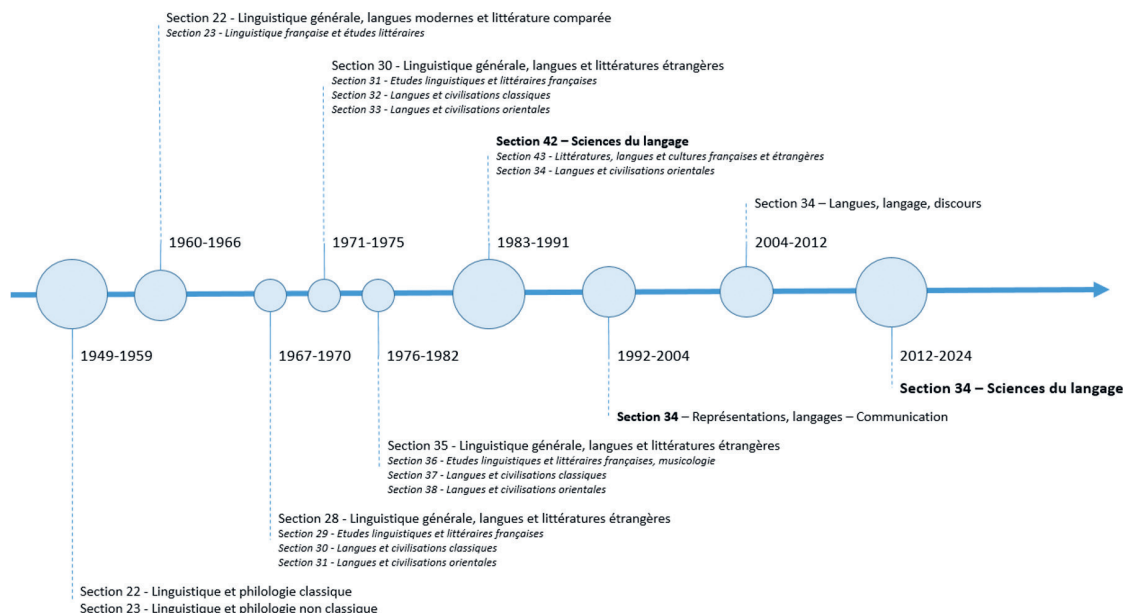 Section 22 - Linguistique générale, langues modernes et littérature comparée
Section 23 - Linguistique française et études littéraires
Section 30 - Linguistique générale, langues et littératures étrangères
Section 31 - Etudes linguistiques et littéraires françaises
Section 32 - Langues et civilisations classiques
Section 33 - Langues et civilisations orientales
Section 42 – Sciences du langage
Section 43 - Littératures, langues et cultures françaises et étrangères
Section 34 - Langues et civilisations orientales
Section 34 – Langues, langage, discours
1960-1966
1971-1975
1983-1991
2004-2012
1949-1959
1967-1970
1976-1982
1992-2004
2012-2024
Section 34 – Sciences du langage
Section 34 – Représentations, langages – Communication
Section 35 - Linguistique générale, langues et littératures étrangères
Section 36 - Etudes linguistiques et littéraires françaises, musicologie
Section 37 - Langues et civilisations classiques
Section 38 - Langues et civilisations orientales
Section 28 - Linguistique générale, langues et littératures étrangères
Section 29 - Etudes linguistiques et littéraires françaises
Section 30 - Langues et civilisations classiques
Section 31 - Langues et civilisations orientales
Section 22 - Linguistique et philologie classique
Section 23 - Linguistique et philologie non classique